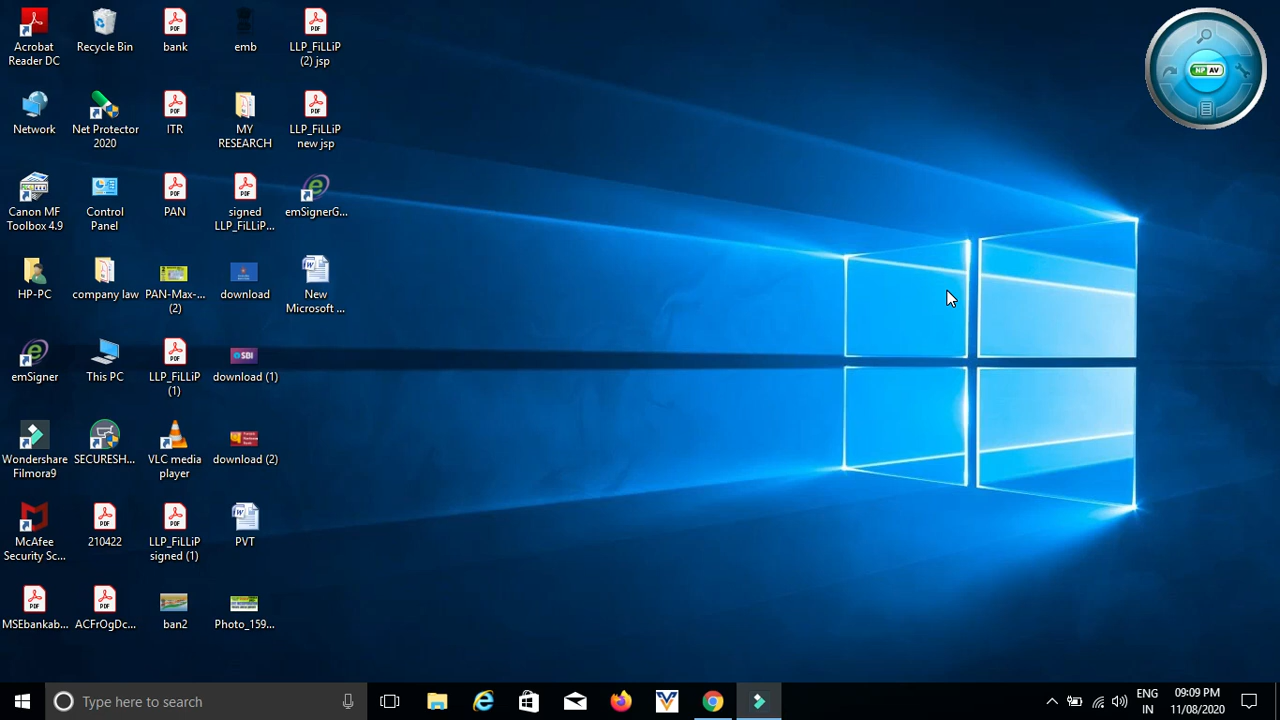 Acrobat
Reader DC
Recycle Bin
bank
emb
LLP_FiLLiP
(2) jsp
Network
Net Protector
2020
ITR
MY
RESEARCH
LLP_FiLLiP
new jsp
Canon MF
Toolbox 4.9
Control
Panel
PAN
signed
LLP_FiLLiP...
emSignerG...
HP-PC
company law
PAN-Max-...
(2)
download
New
Microsoft ...
emSigner
This PC
LLP_FiLLiP
(1)
SBI
download (1)
Wondershare
Filmora9
SECURESH...
VLC media
player
download (2)
McAfee
Security Sc...
210422
LLP_FiLLiP
signed (1)
PVT
MSEbankab...
ACFrOgDc...
ban2
Photo_159...
NP AV
Type here to search
ENG
IN
09:09 PM
11/08/2020